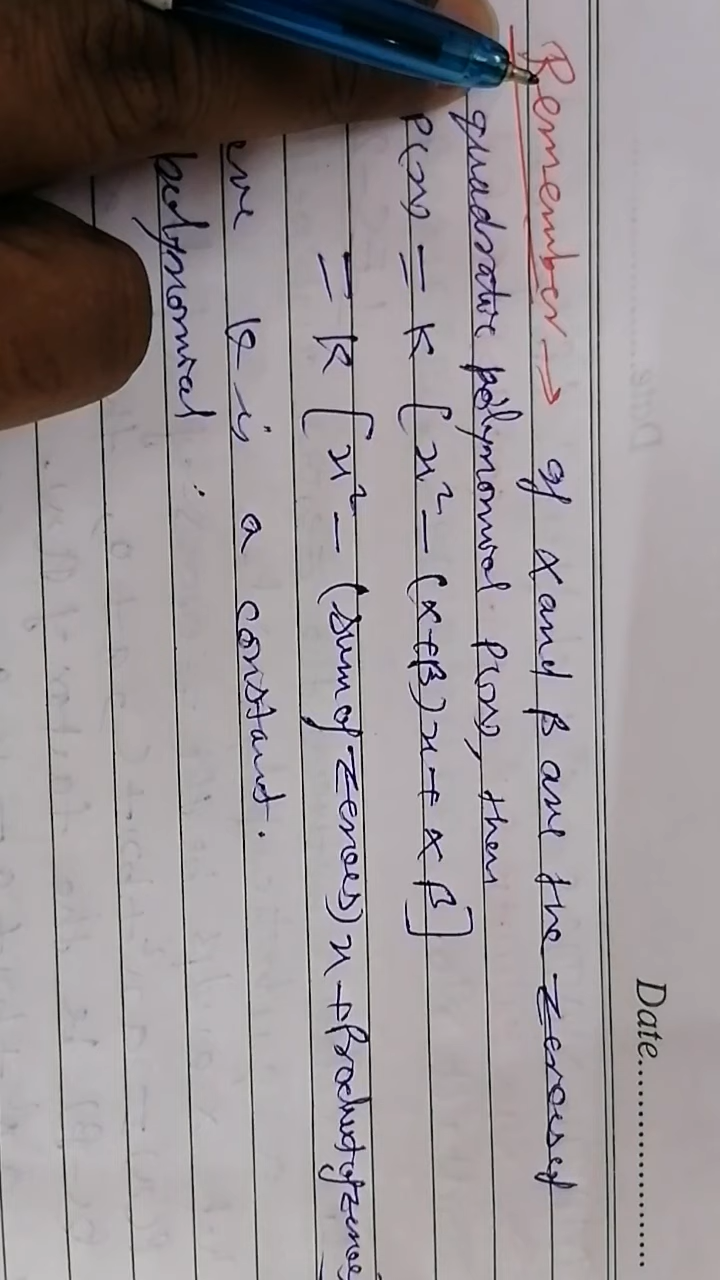 Date
Remember → If α and β are the zeroes of
quadratic polynomial P(x), then
P(x) = K [x² - (α+β)x + αβ]
= K [x² - (sum of zeroes)x + Product of zeroes
k is a constant.
polynomial :